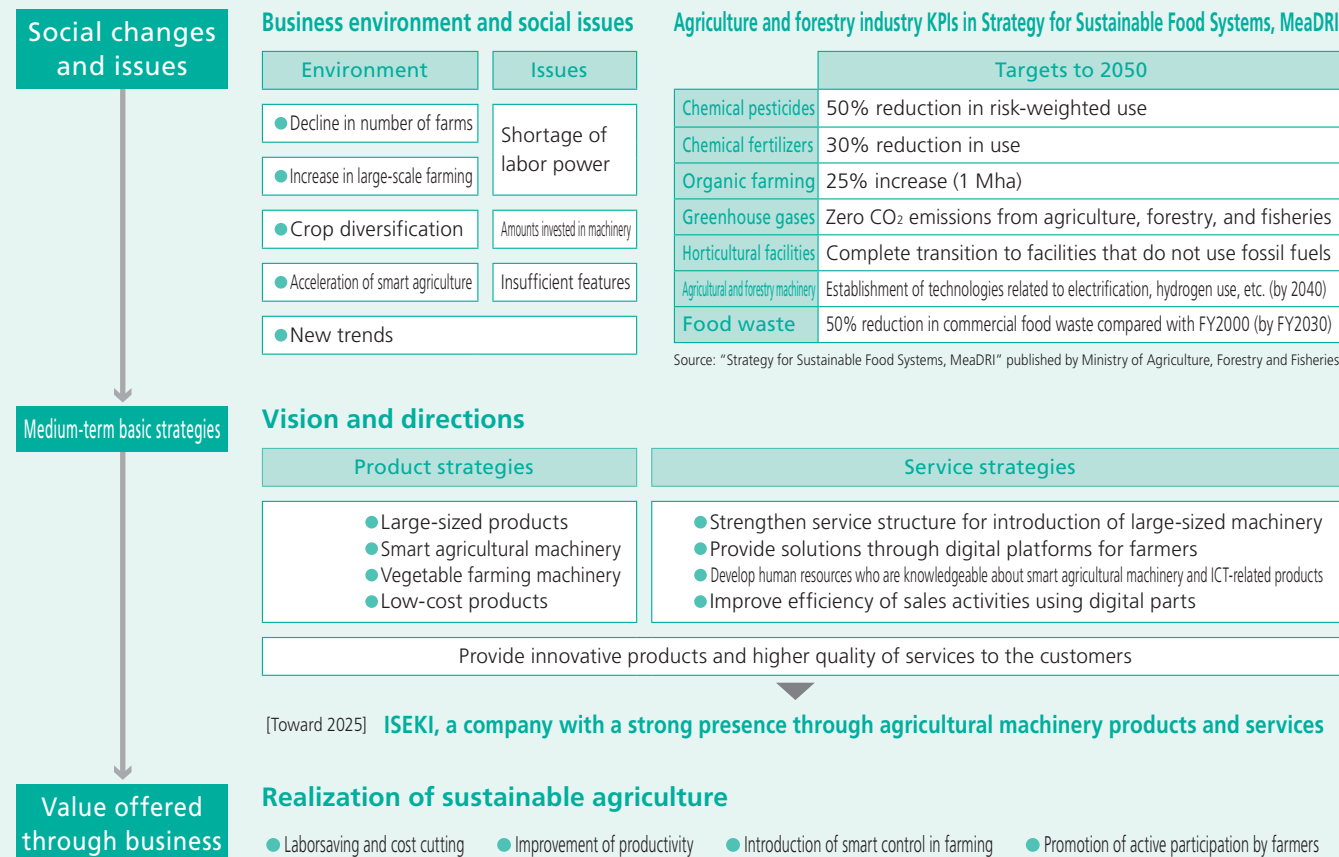 Social changes
and issues
Business environment and social issues
Environment
Issues
●Decline in number of farms
●Increase in large-scale farming
Shortage of
labor power
●Crop diversification
Amounts invested in machinery
●Acceleration of smart agriculture
Insufficient features
●New trends
Agriculture and forestry industry KPIs in Strategy for Sustainable Food Systems, MeaDRI
Targets to 2050
Chemical pesticides 50% reduction in risk-weighted use
Chemical fertilizers 30% reduction in use
Organic farming 25% increase (1 Mha)
Greenhouse gases Zero CO₂ emissions from agriculture, forestry, and fisheries
Horticultural facilities Complete transition to facilities that do not use fossil fuels
Agricultural and forestry machinery Establishment of technologies related to electrification, hydrogen use, etc. (by 2040)
Food waste 50% reduction in commercial food waste compared with FY2000 (by FY2030)
Source: “Strategy for Sustainable Food Systems, MeaDRI” published by Ministry of Agriculture, Forestry and Fisheries
Medium-term basic strategies
Vision and directions
Product strategies
●Large-sized products
●Smart agricultural machinery
●Vegetable farming machinery
●Low-cost products
Service strategies
●Strengthen service structure for introduction of large-sized machinery
●Provide solutions through digital platforms for farmers
●Develop human resources who are knowledgeable about smart agricultural machinery and ICT-related products
●Improve efficiency of sales activities using digital parts
Provide innovative products and higher quality of services to the customers
[Toward 2025] ISEKI, a company with a strong presence through agricultural machinery products and services
Value offered
through business
Realization of sustainable agriculture
●Laborsaving and cost cutting ●Improvement of productivity ●Introduction of smart control in farming ●Promotion of active participation by farmers